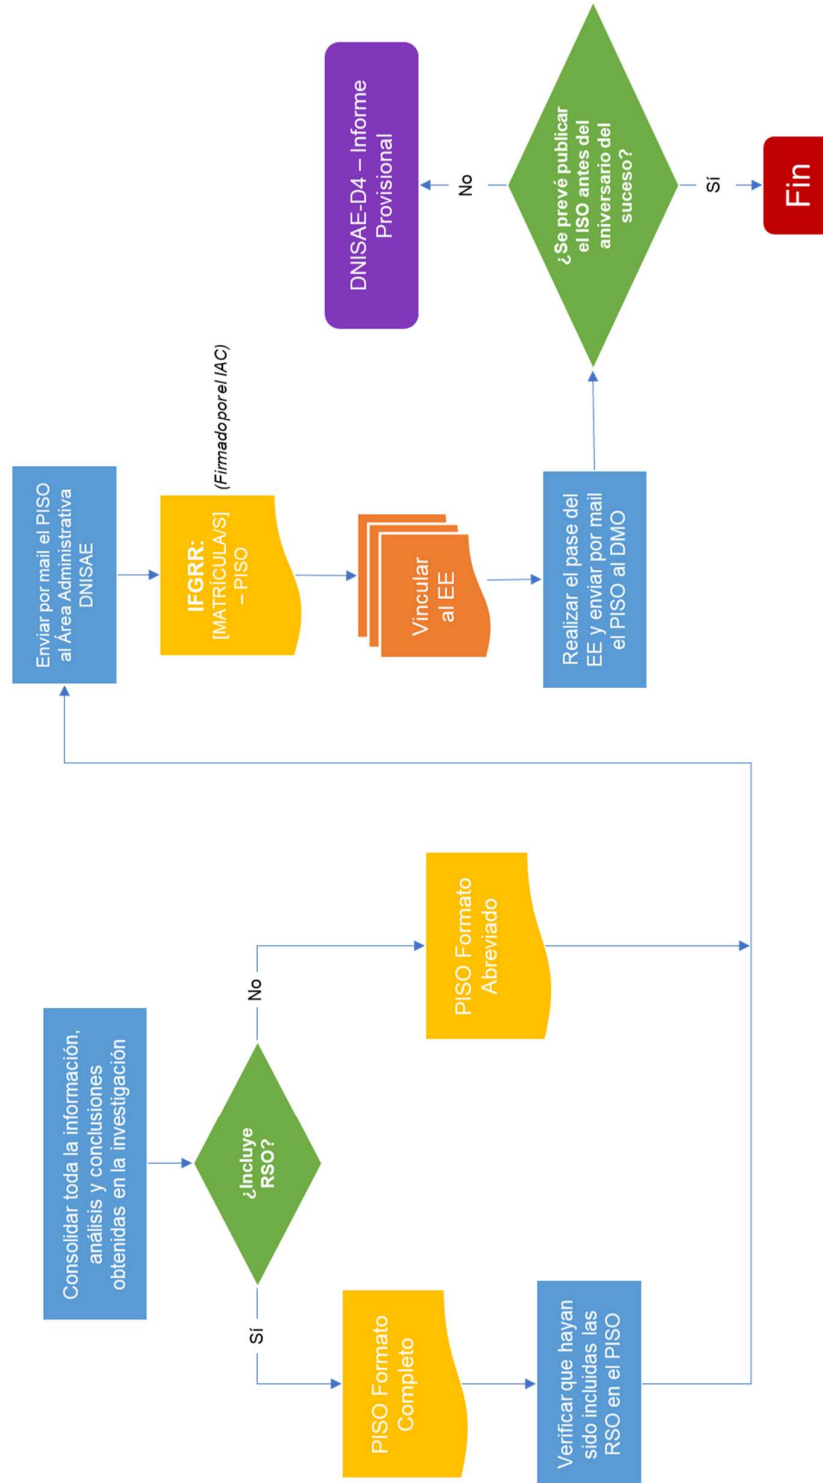 Consolidar toda la información,
análisis y conclusiones
obtenidas en la investigación
¿Incluye
RSO?
Sí
No
PISO Formato
Completo
PISO Formato
Abreviado
Verificar que hayan
sido incluidas las
RSO en el PISO
Enviar por mail el PISO
al Área Administrativa
DNISAE
IFGRR:
[MATRÍCULA/S]
– PISO
(Firmado por el IAC)
Vincular
al EE
Realizar el pase del
EE y enviar por mail
el PISO al DMO
¿Se prevé publicar
el ISO antes del
aniversario del
suceso?
No
DNISAE-D4 – Informe
Provisional
Sí
Fin